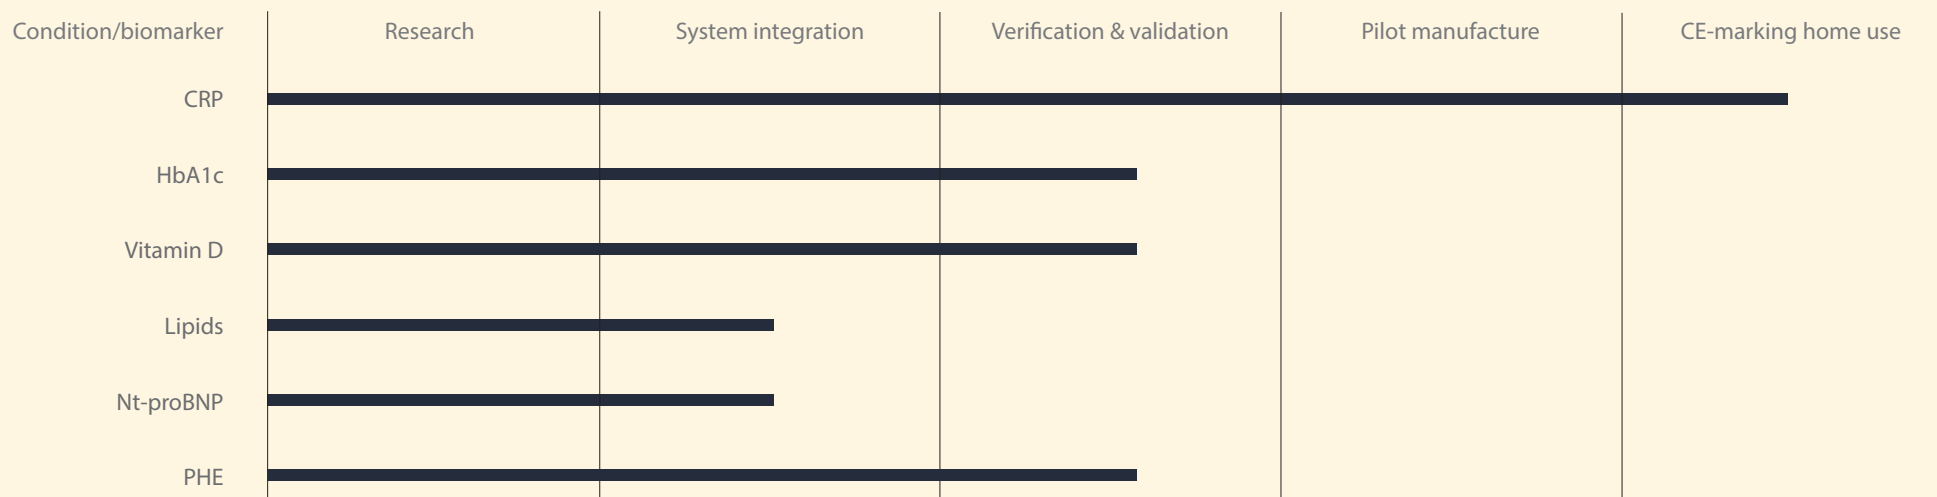 Condition/biomarker Research System integration Verification & validation Pilot manufacture CE-marking home use
CRP
HbA1c
Vitamin D
Lipids
Nt-proBNP
PHE